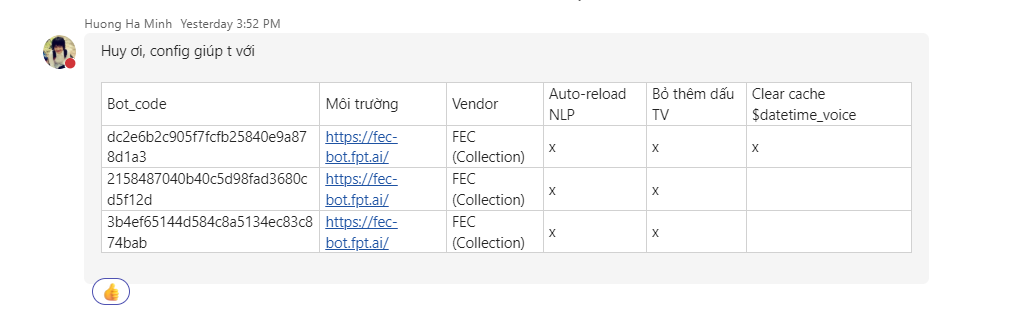 Huong Ha Minh Yesterday 3:52 PM
Huy ơi, config giúp t với
Bot_code Môi trường Vendor Auto-reload NLP Bỏ thêm dấu TV Clear cache $datetime_voice
dc2e6b2c905f7fcfb25840e9a878d1a3 https://fec-bot.fpt.ai/ FEC (Collection) x x x
2158487040b40c5d98fad3680cd5f12d https://fec-bot.fpt.ai/ FEC (Collection) x x
3b4ef65144d584c8a5134ec83c874bab https://fec-bot.fpt.ai/ FEC (Collection) x x